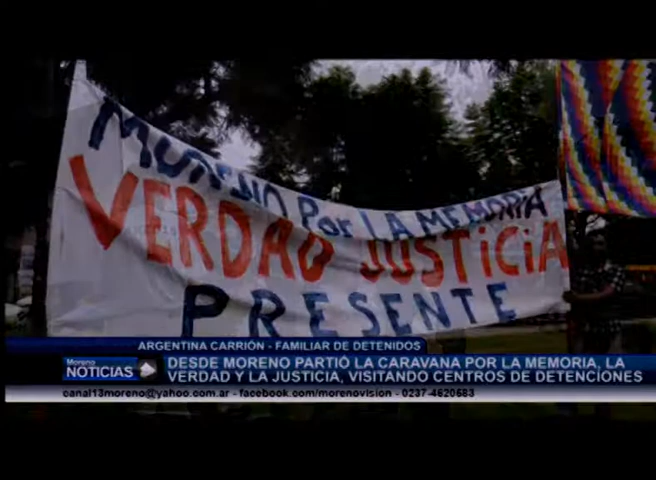 MORENO POR LA MEMORIA
VERDAD JUSTICIA
PRESENTE
ARGENTINA CARRIÓN - FAMILIAR DE DETENIDOS
Moreno
NOTICIAS
DESDE MORENO PARTIÓ LA CARAVANA POR LA MEMORIA, LA
VERDAD Y LA JUSTICIA, VISITANDO CENTROS DE DETENCIONES
canal13moreno@yahoo.com.ar - facebook.com/morenovision - 0237-4620583